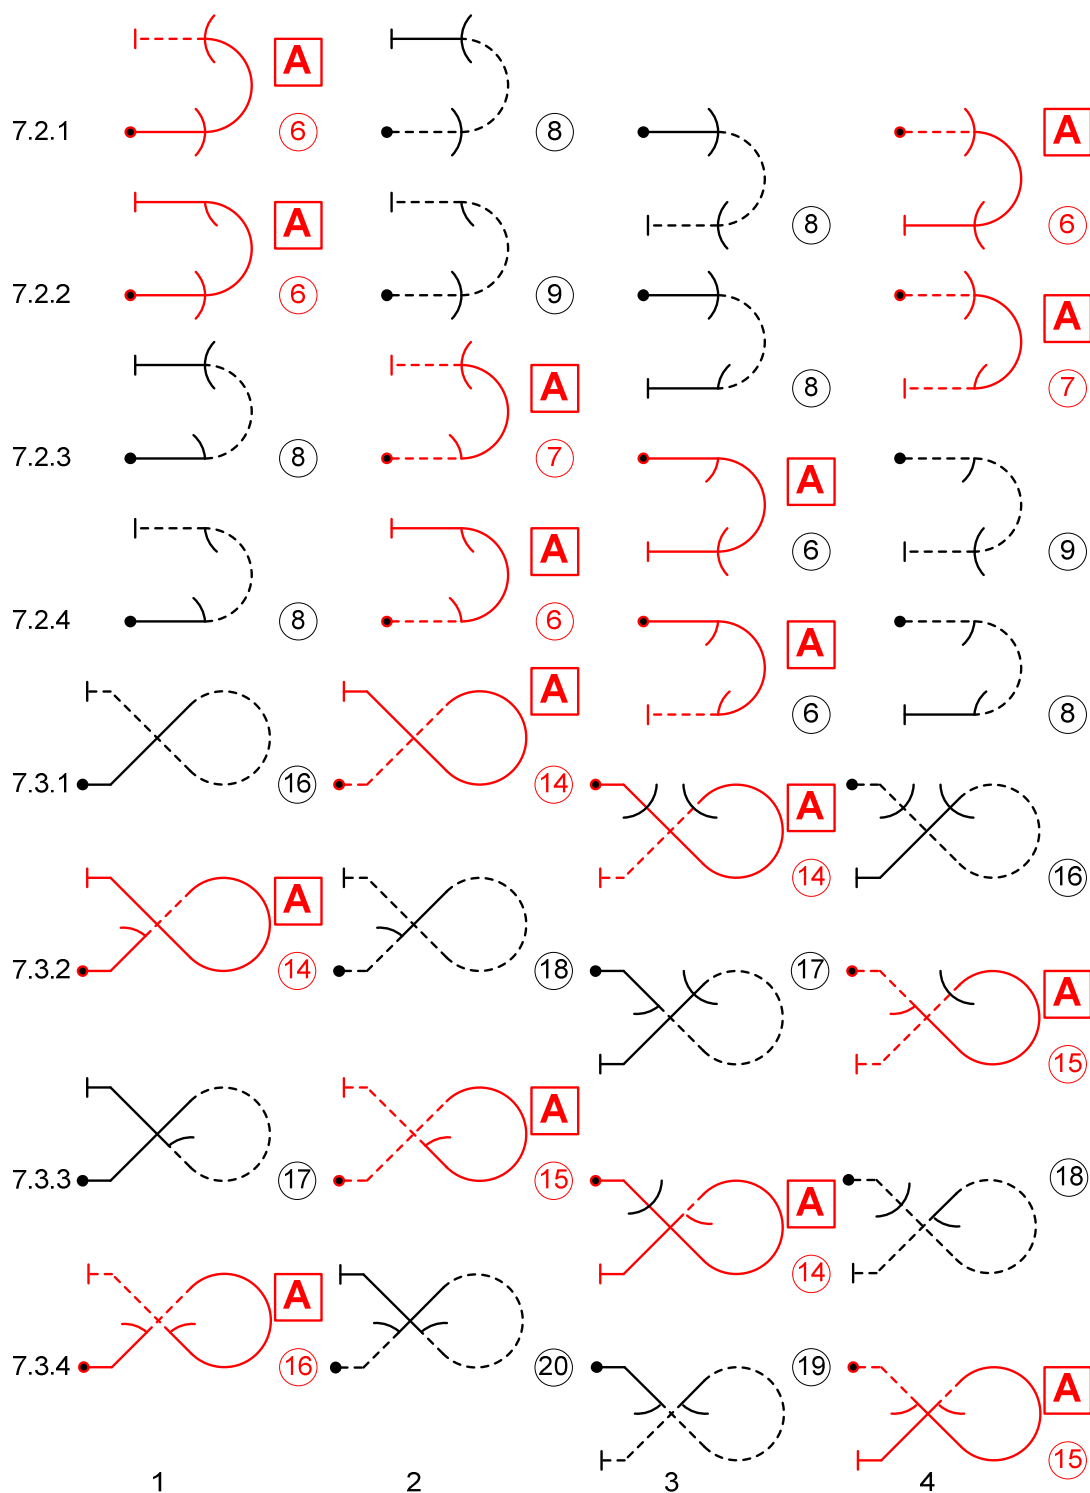 A A
7.2.1 6 8 A
A 8 6
7.2.2 6 9 A
A 8 7
7.2.3 8 7 A
A 6 9
7.2.4 8 6 A
A 6 8
7.3.1 16 14 A
A 14 16
7.3.2 14 18 17 A
A 15
7.3.3 17 15 18
A A
14
7.3.4 16 20 19 A
15
1 2 3 4